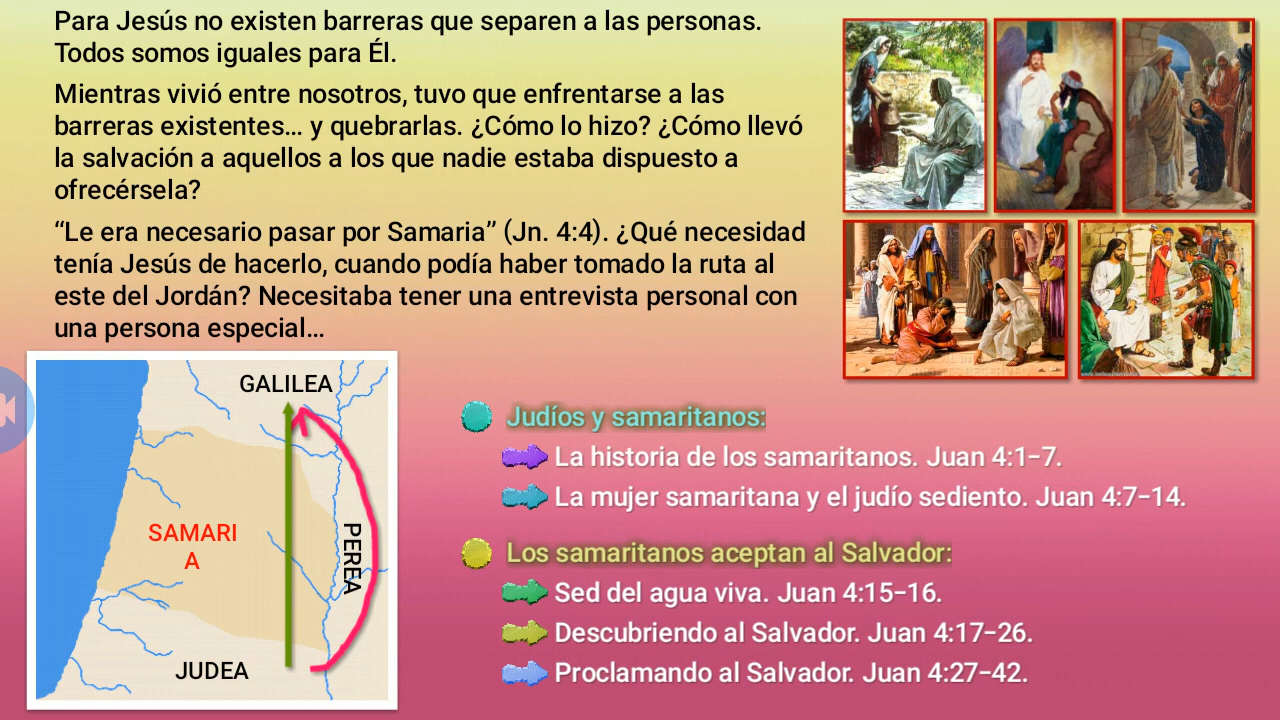 Para Jesús no existen barreras que separen a las personas.
Todos somos iguales para Él.
Mientras vivió entre nosotros, tuvo que enfrentarse a las
barreras existentes… y quebrarlas. ¿Cómo lo hizo? ¿Cómo llevó
la salvación a aquellos a los que nadie estaba dispuesto a
ofrecérsela?
“Le era necesario pasar por Samaria” (Jn. 4:4). ¿Qué necesidad
tenía Jesús de hacerlo, cuando podía haber tomado la ruta al
este del Jordán? Necesitaba tener una entrevista personal con
una persona especial…
GALILEA
SAMARI
A
PEREA
JUDEA
Judíos y samaritanos:
La historia de los samaritanos. Juan 4:1-7.
La mujer samaritana y el judío sediento. Juan 4:7-14.
Los samaritanos aceptan al Salvador:
Sed del agua viva. Juan 4:15-16.
Descubriendo al Salvador. Juan 4:17-26.
Proclamando al Salvador. Juan 4:27-42.